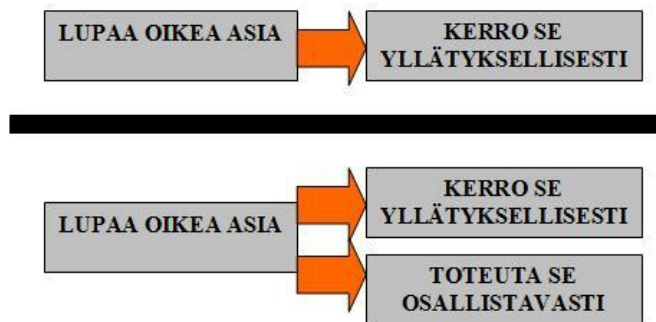 LUPAA OIKEA ASIA
KERRO SE
YLLÄTYKSELLISESTI
LUPAA OIKEA ASIA
KERRO SE
YLLÄTYKSELLISESTI
TOTEUTA SE
OSALLISTAVASTI